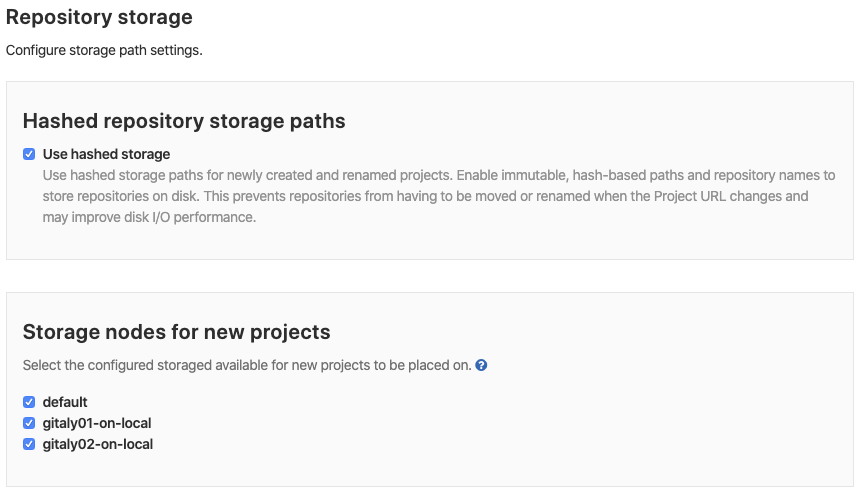 Repository storage
Configure storage path settings.
Hashed repository storage paths
Use hashed storage
Use hashed storage paths for newly created and renamed projects. Enable immutable, hash-based paths and repository names to
store repositories on disk. This prevents repositories from having to be moved or renamed when the Project URL changes and
may improve disk I/O performance.
Storage nodes for new projects
Select the configured storaged available for new projects to be placed on. ?
default
gitaly01-on-local
gitaly02-on-local